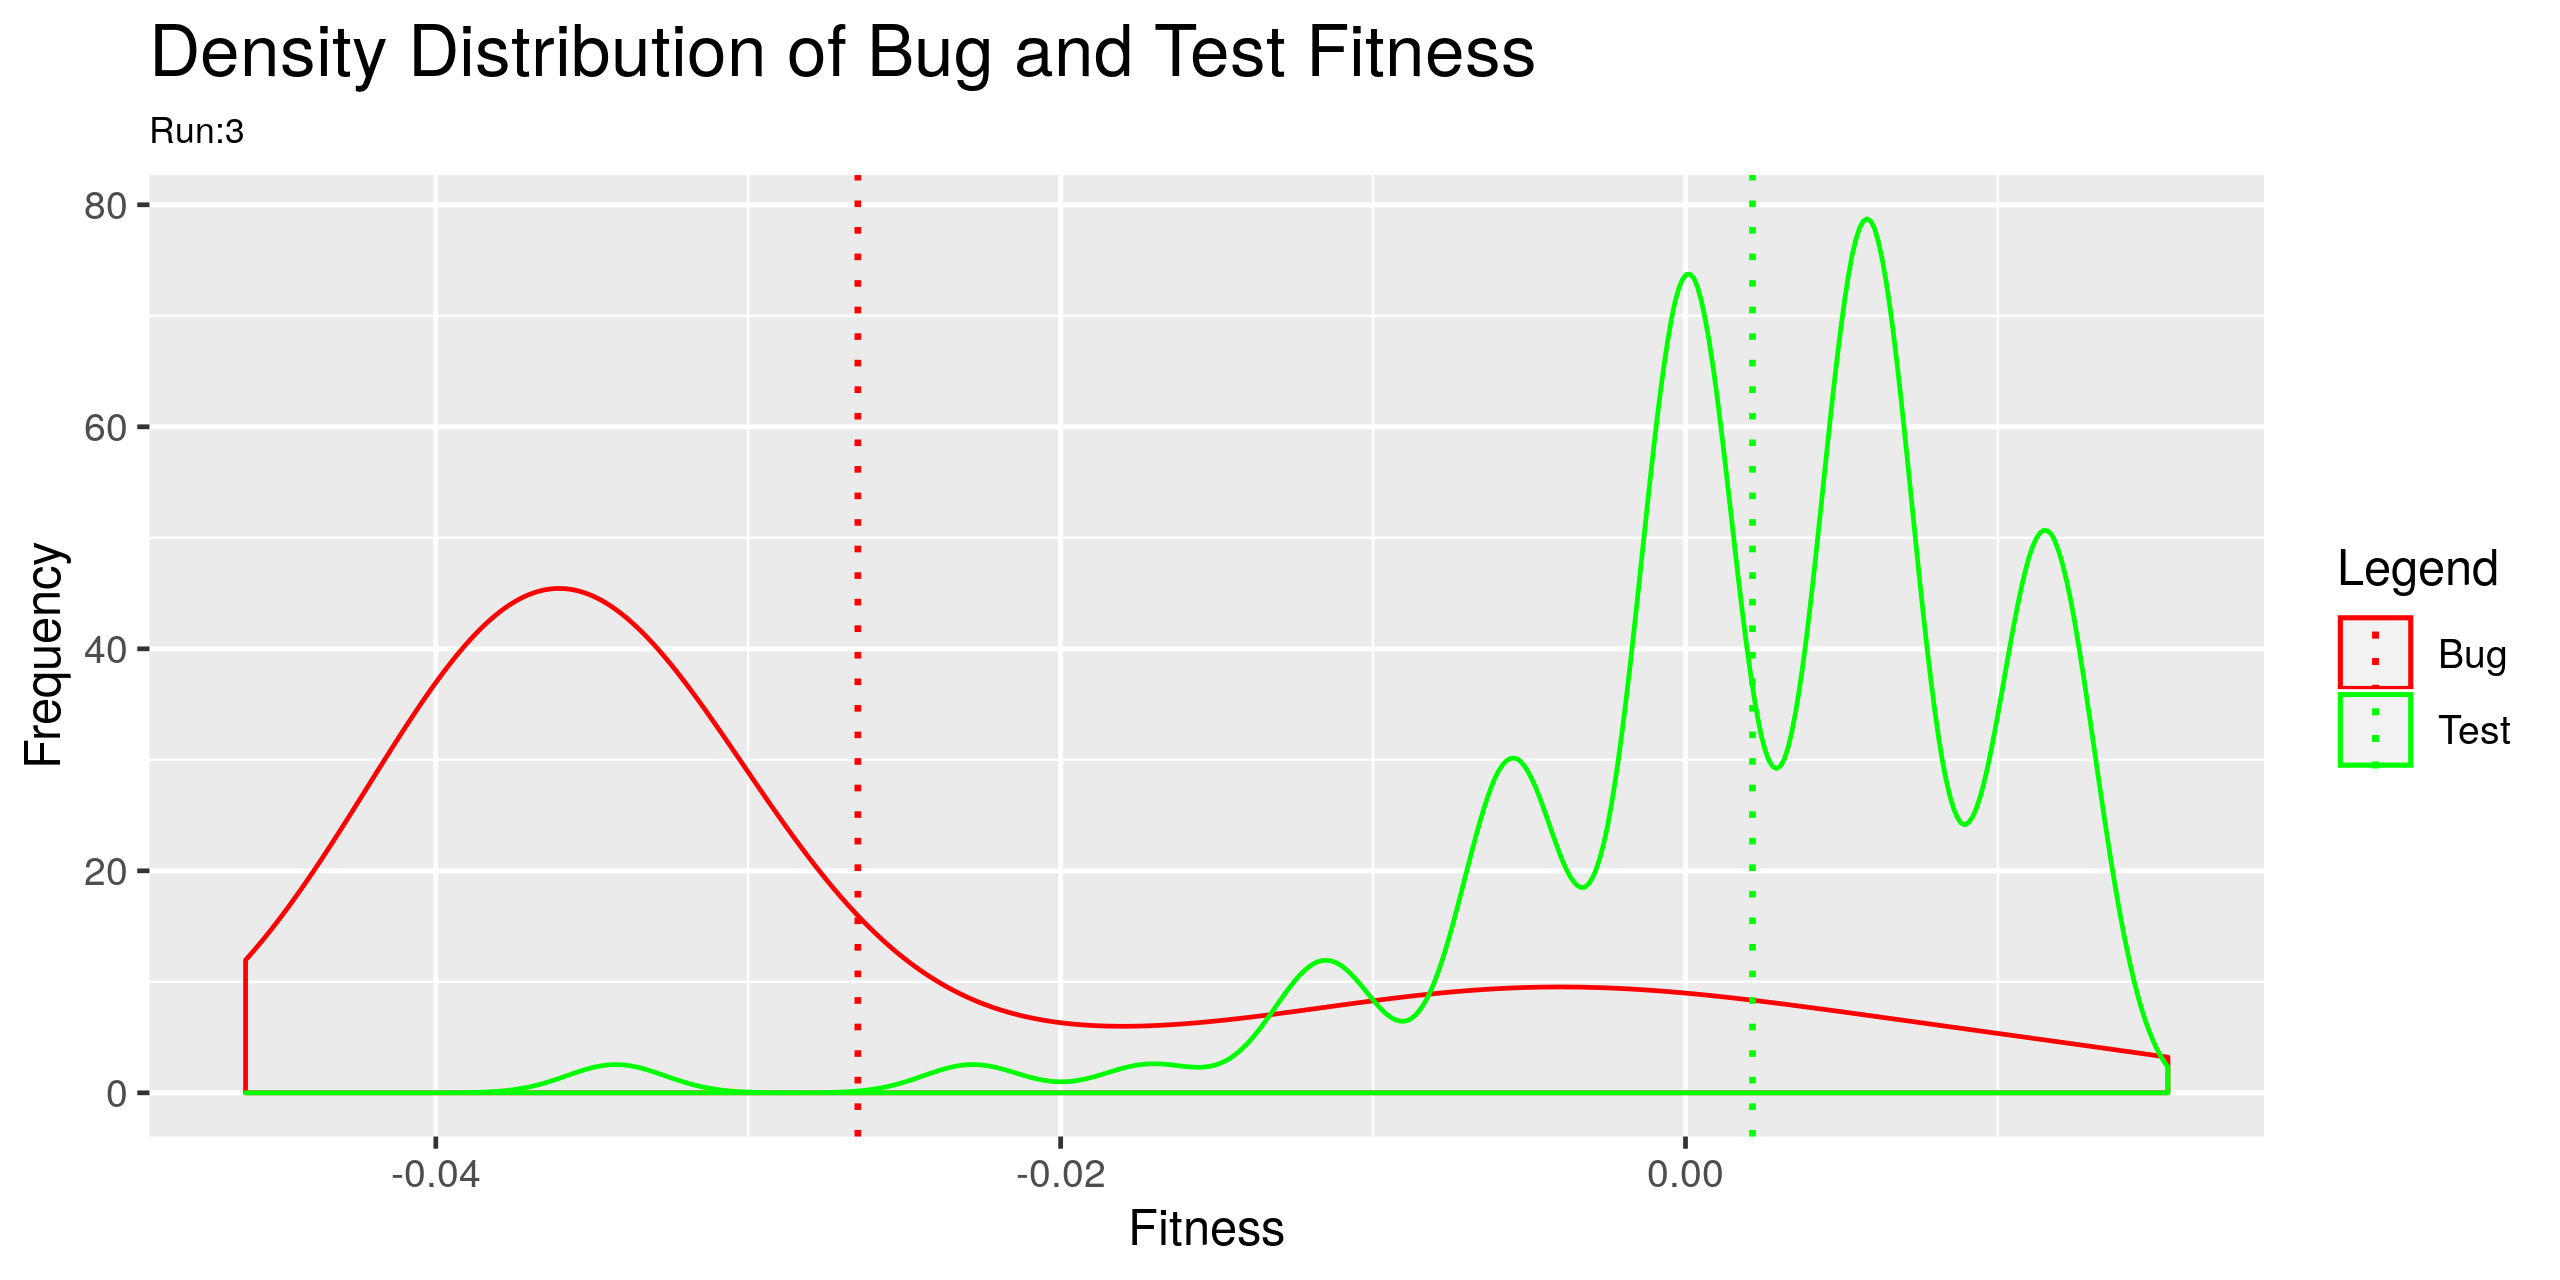 Density Distribution of Bug and Test Fitness
Run:3
80
60
40
20
0
Frequency
-0.04
-0.02
0.00
Fitness
Legend
Bug
Test